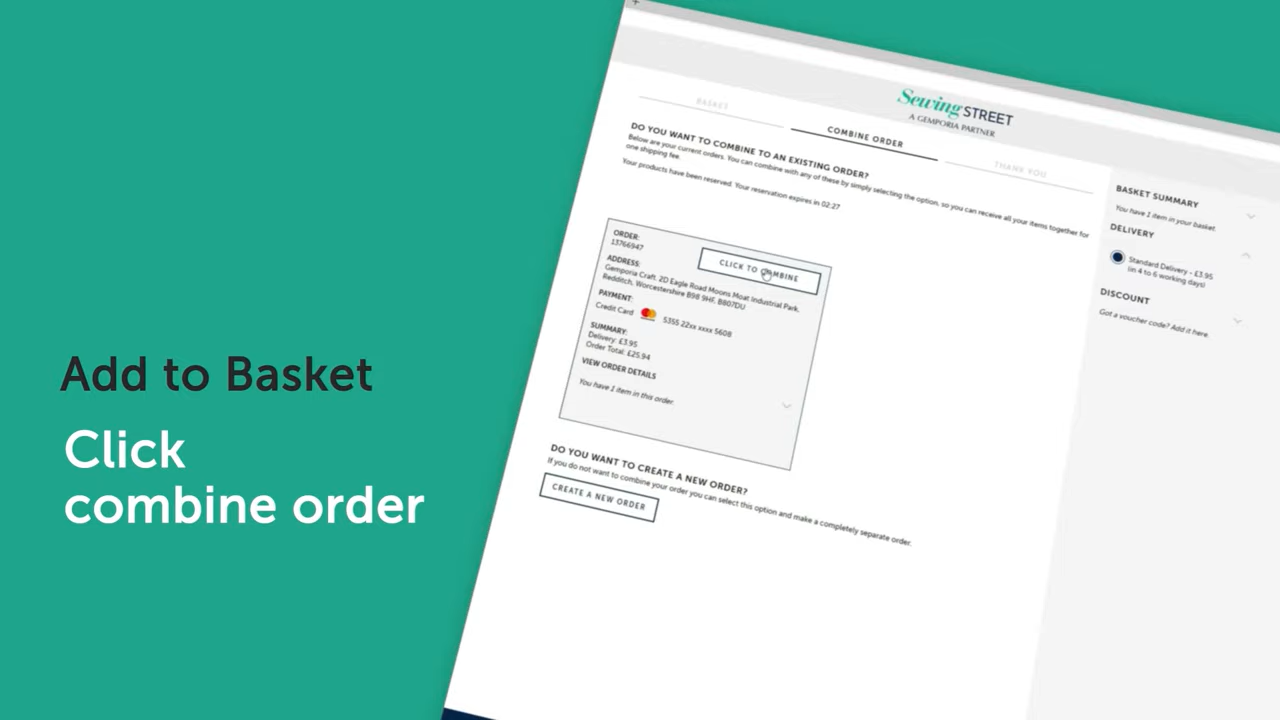 Add to Basket
Click
combine order
+
Sewing STREET
A GEMPORIA PARTNER
BASKET
COMBINE ORDER
THANK YOU
DO YOU WANT TO COMBINE TO AN EXISTING ORDER?
Below are your current orders. You can combine with any of these by simply selecting the option, so you can receive all your items together for
one shipping fee.
Your products have been reserved. Your reservation expires in 02:27
ORDER:
13766947
CLICK TO COMBINE
ADDRESS:
Gemporia Craft, 2D Eagle Road Moons Moat Industrial Park,
Redditch, Worcestershire B98 9HF, B807DU
PAYMENT:
Credit Card 5355 22xx xxxx 5608
SUMMARY:
Delivery: £3.95
Order Total: £25.94
VIEW ORDER DETAILS
You have 1 item in this order.
DO YOU WANT TO CREATE A NEW ORDER?
If you do not want to combine your order you can select this option and make a completely separate order.
CREATE A NEW ORDER
BASKET SUMMARY
You have 1 item in your basket.
DELIVERY
Standard Delivery - £3.95
(in 4 to 6 working days)
DISCOUNT
Got a voucher code? Add it here.